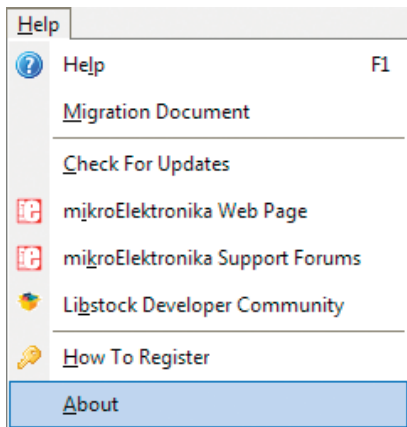 Help
Help F1
Migration Document
Check For Updates
mikroElektronika Web Page
mikroElektronika Support Forums
Libstock Developer Community
How To Register
About